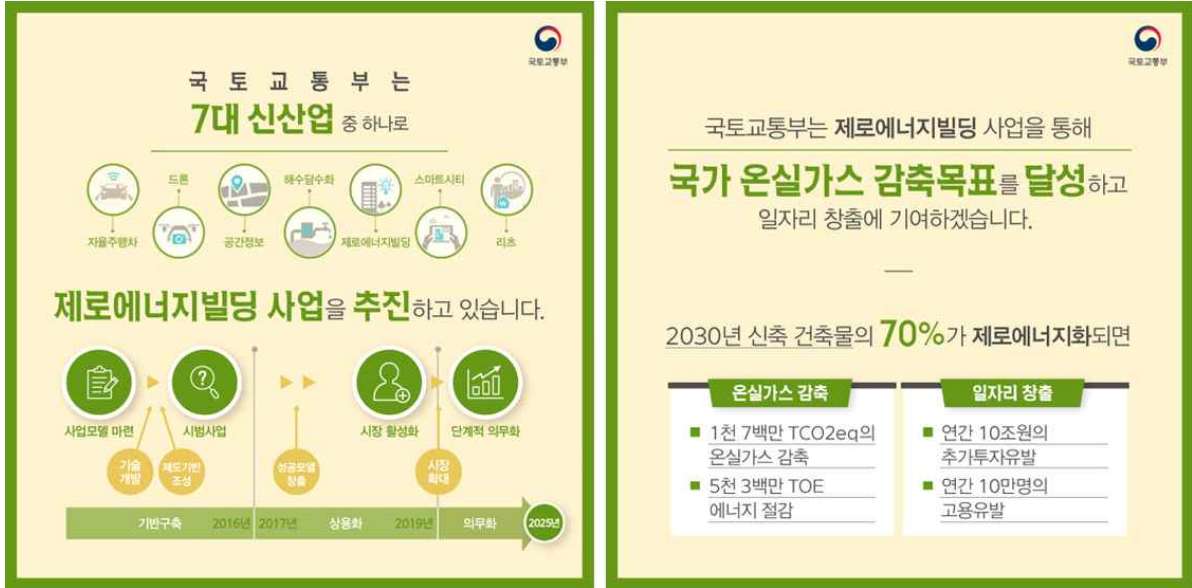 국토교통부
국토교통부는
7대 신산업 중 하나로
드론
해수담수화
스마트시티
자율주행차
공간정보
제로에너지빌딩
리츠
제로에너지빌딩 사업을 추진하고 있습니다.
사업모델 마련
시범사업
시장 활성화
단계적 의무화
기술
개발
제도기반
조성
성공모델
창출
시장
확대
기반구축 2016년 2017년 상용화 2019년 의무화 2025년
국토교통부
국토교통부는 제로에너지빌딩 사업을 통해
국가 온실가스 감축목표를 달성하고
일자리 창출에 기여하겠습니다.
2030년 신축 건축물의 70%가 제로에너지화되면
온실가스 감축
■ 1천 7백만 TCO2eq의
온실가스 감축
■ 5천 3백만 TOE
에너지 절감
일자리 창출
■ 연간 10조원의
추가투자유발
■ 연간 10만명의
고용유발